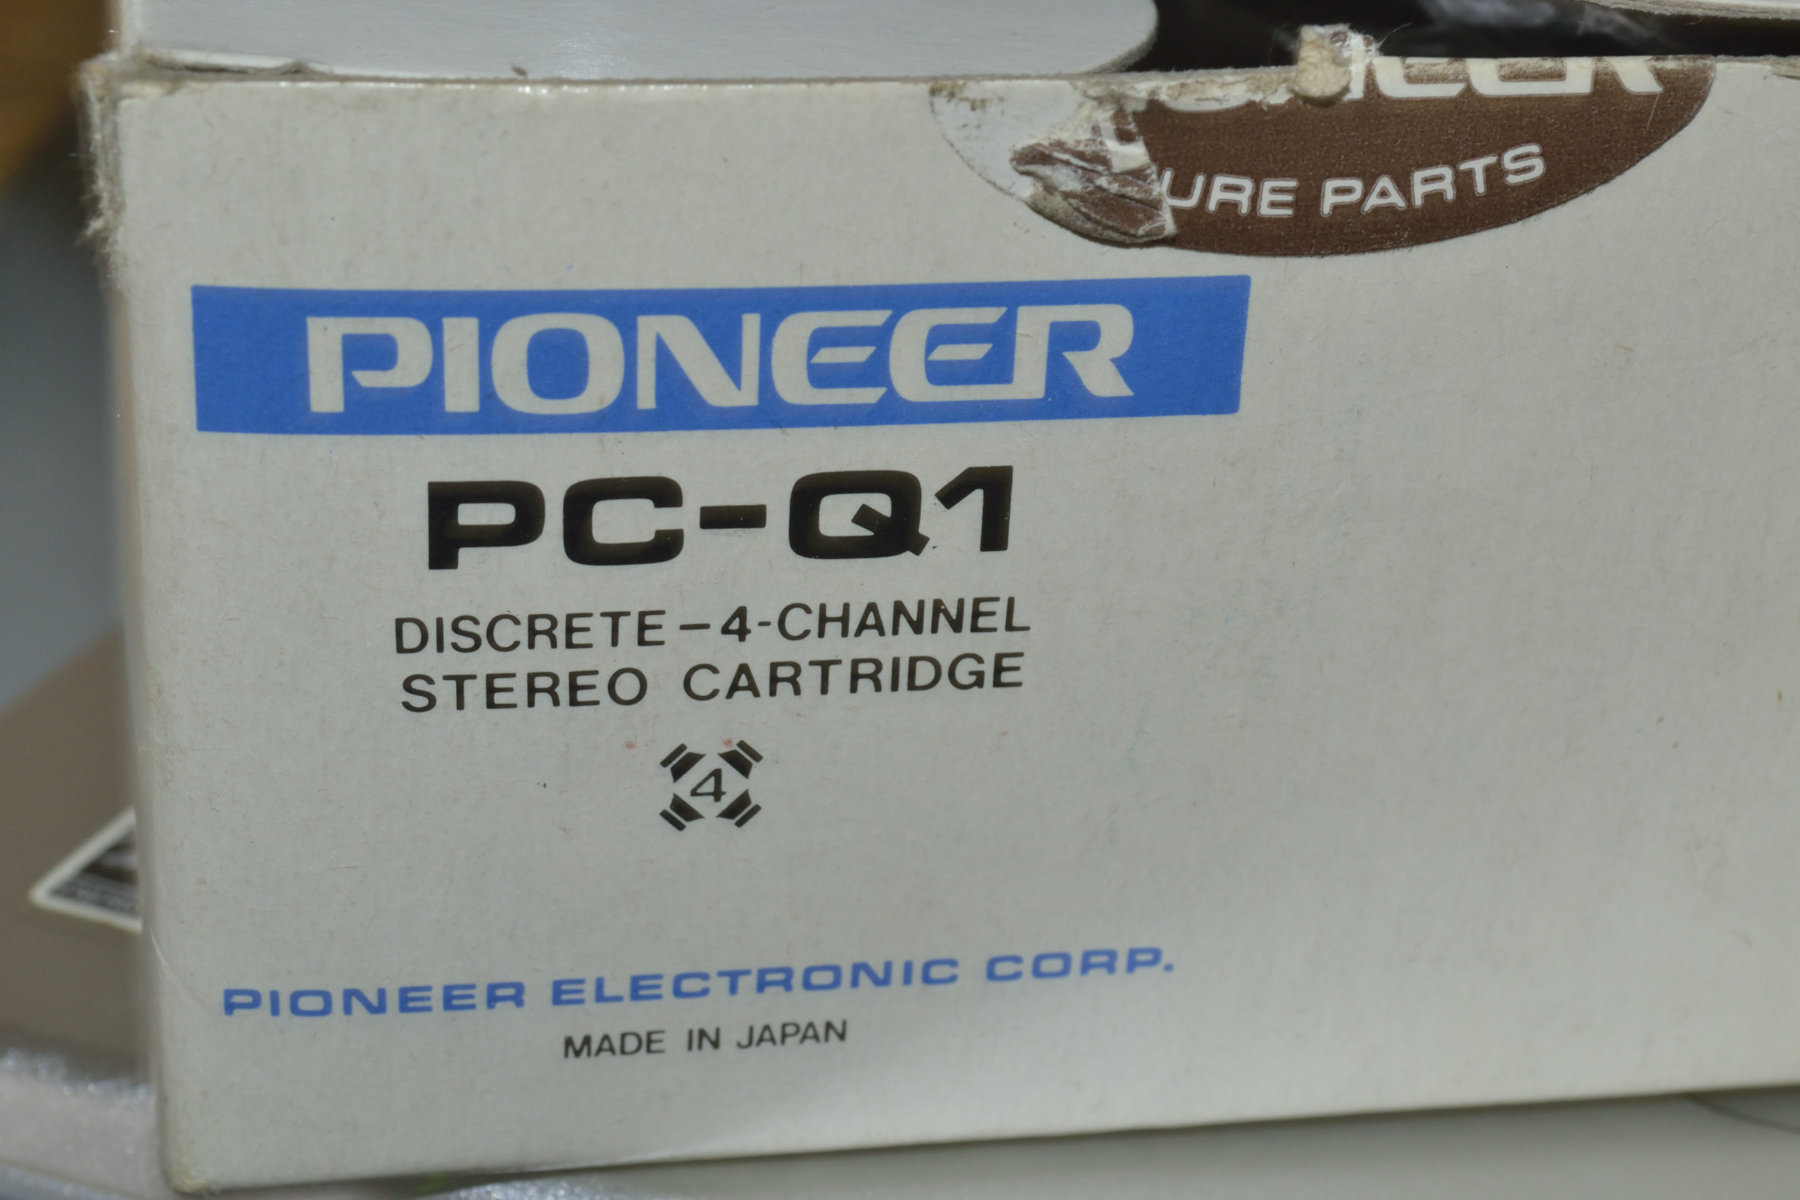 URE PARTS
PIONEER
PC-Q1
DISCRETE-4-CHANNEL
STEREO CARTRIDGE
4
PIONEER ELECTRONIC CORP.
MADE IN JAPAN